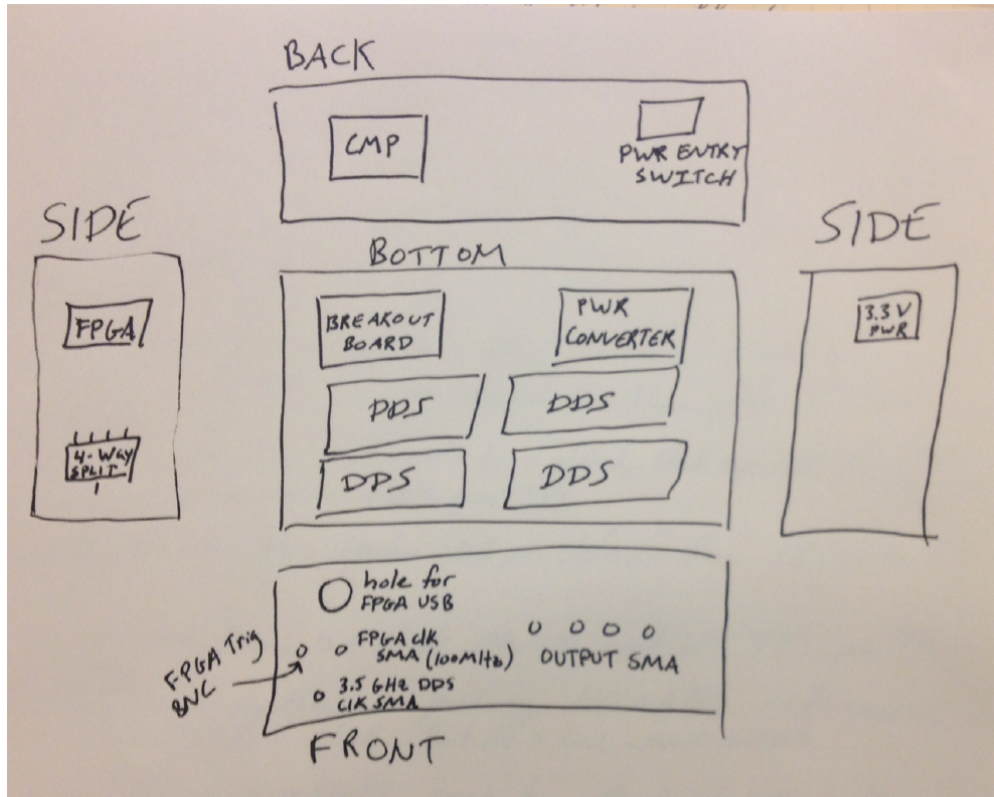 BACK
CMP
PWR ENTRY
SWITCH
SIDE
FPGA
4-WAY
SPLIT
BOTTOM
BREAKOUT
BOARD
PWR
CONVERTER
DDS
DDS
DDS
DDS
SIDE
3.3V
PWR
hole for
FPGA USB
FPGA Trig
BNC
FPGA clk
SMA (100MHz)
3.5 GHz DDS
ClK SMA
OUTPUT SMA
FRONT